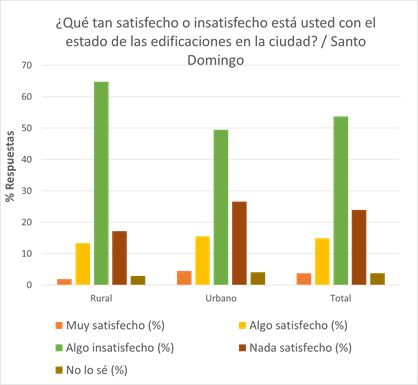 ¿Qué tan satisfecho o insatisfecho está usted con el
estado de las edificaciones en la ciudad? / Santo
Domingo
70
60
50
40
30
20
10
0
% Respuestas
Rural
Urbano
Total
Muy satisfecho (%)
Algo satisfecho (%)
Algo insatisfecho (%)
Nada satisfecho (%)
No lo sé (%)